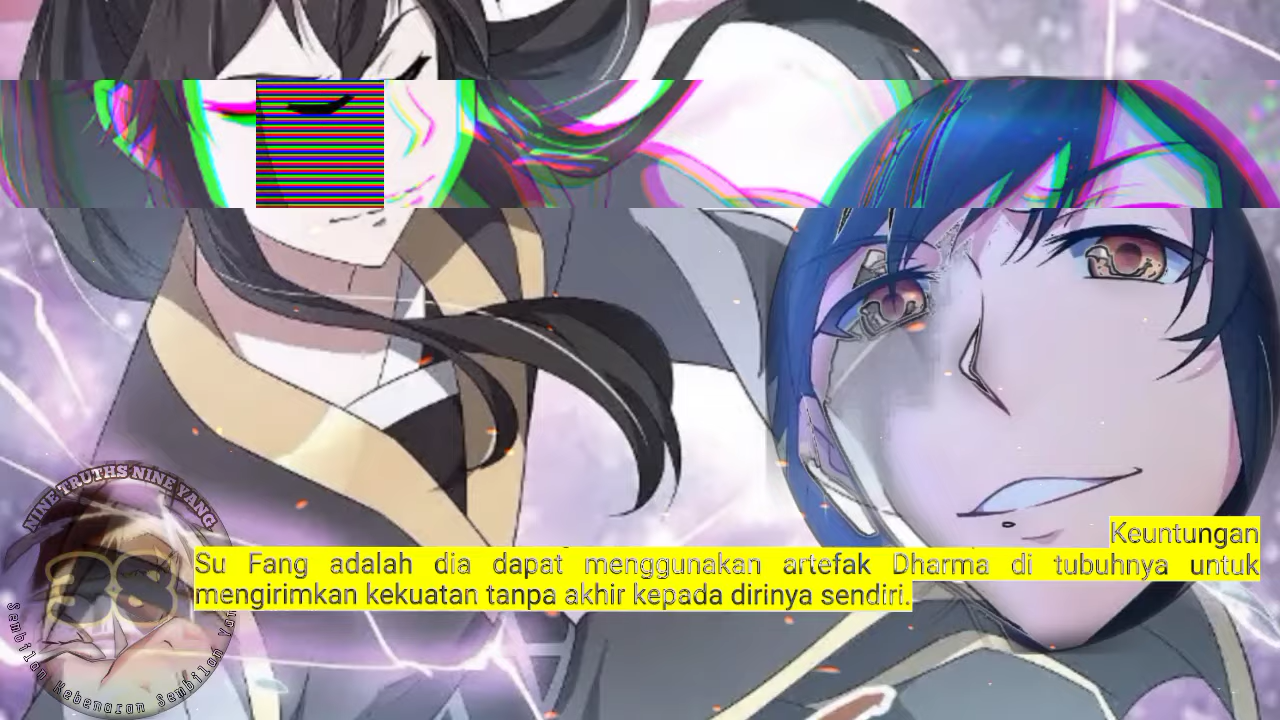 NINE TRUTHS NINE YANG
Keuntungan
Su Fang adalah dia dapat menggunakan artefak Dharma di tubuhnya untuk
mengirimkan kekuatan tanpa akhir kepada dirinya sendiri.
Sembilan Kebenaran Sembilan Yan